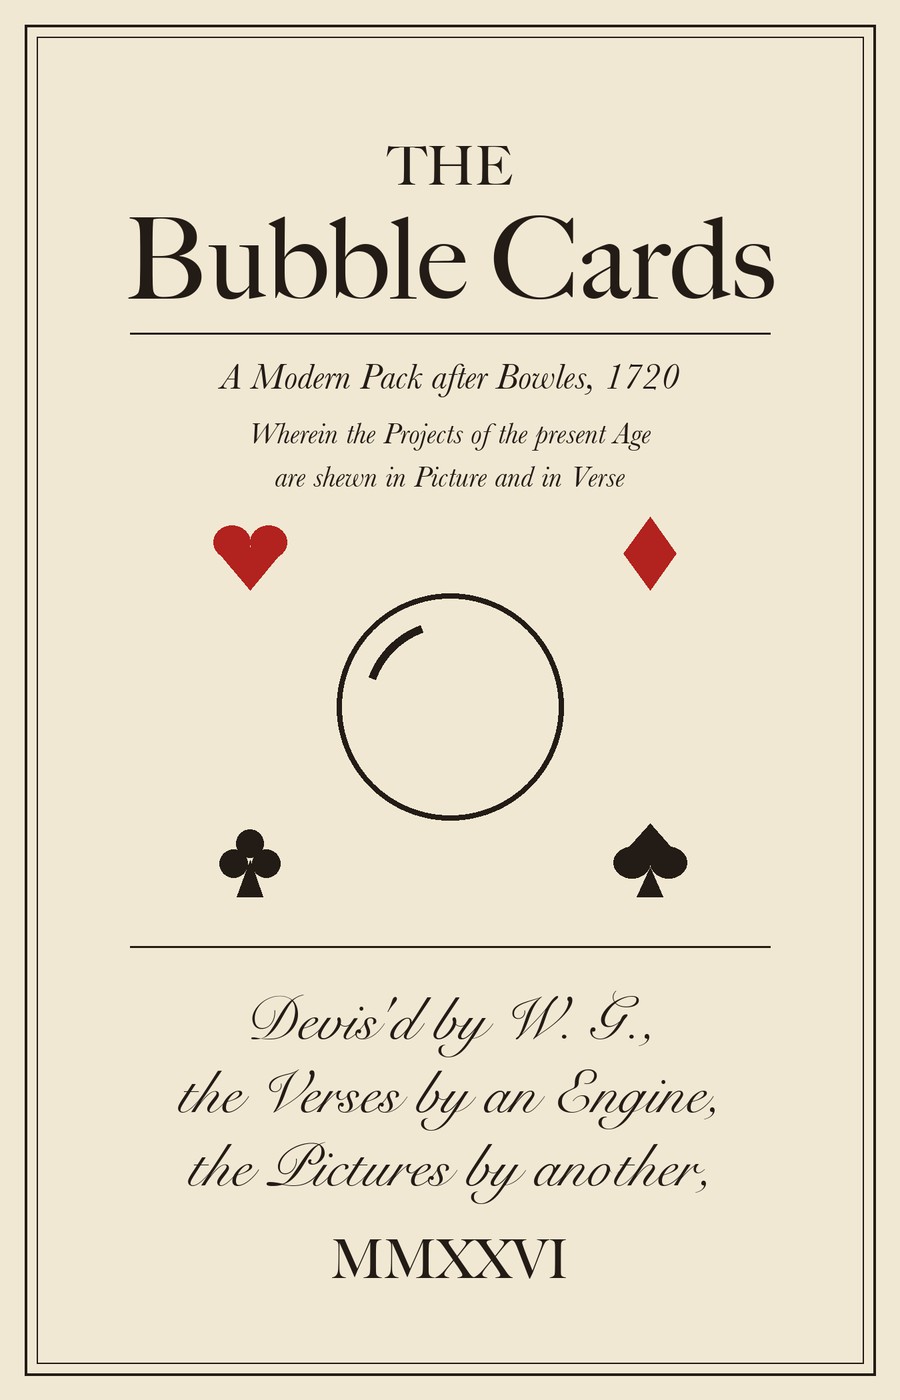 THE
Bubble Cards
A Modern Pack after Bowles, 1720
Wherein the Projects of the present Age
are shewn in Picture and in Verse
Devis'd by W. G.,
the Verses by an Engine,
the Pictures by another,
MMXXVI